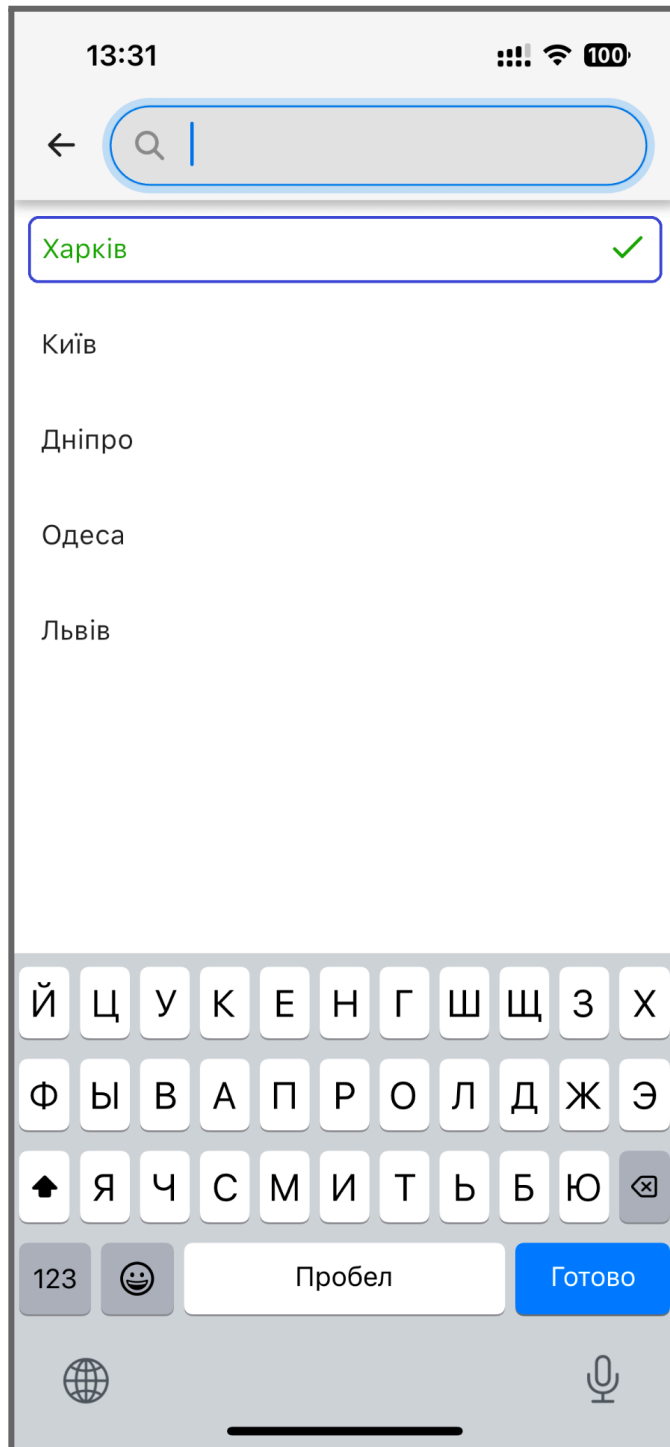 13:31 100
Харків
Київ
Дніпро
Одеса
Львів
Й Ц У К Е Н Г Ш Щ З Х
Ф Ы В А П Р О Л Д Ж Э
Я Ч С М И Т Ь Б Ю
123 Пробел Готово